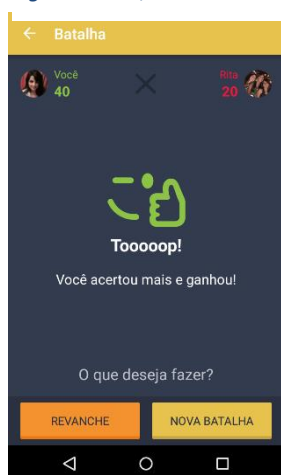 Batalha
Você
40
Rita
20
Tooooop!
Você acertou mais e ganhou!
O que deseja fazer?
REVANCHE
NOVA BATALHA